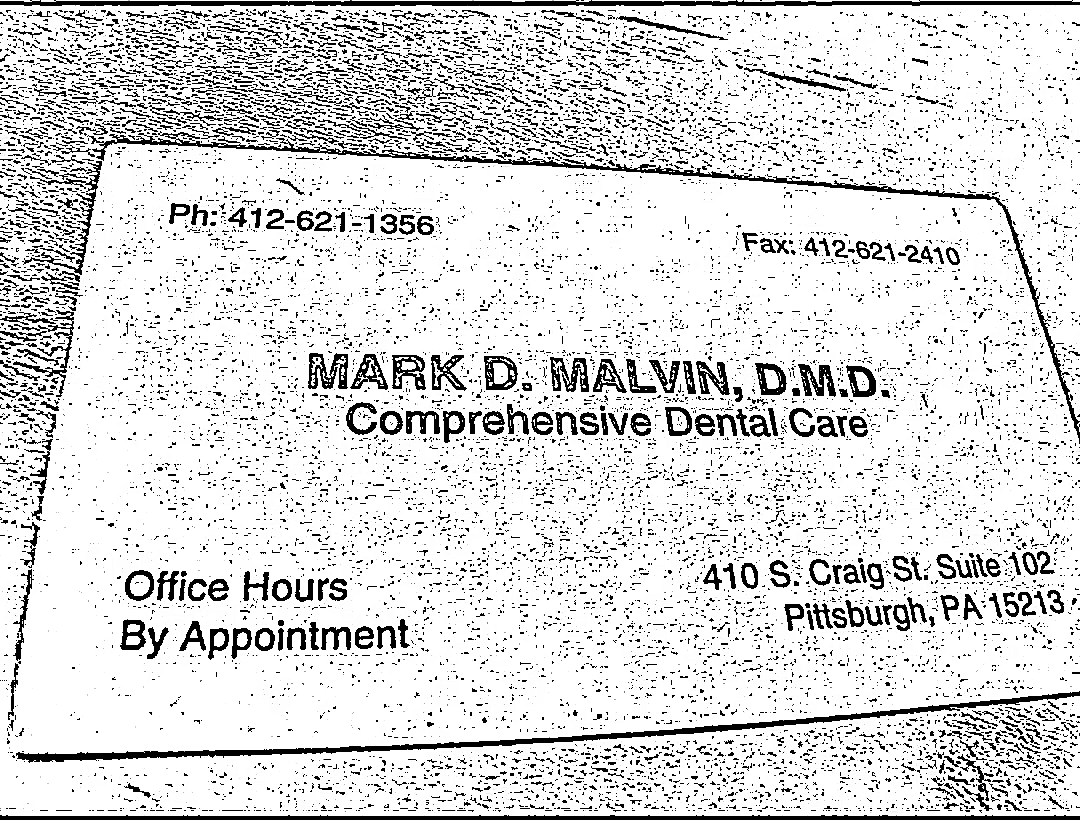 Ph: 412-621-1356
Fax: 412-621-2410
MARK D. MALVIN, D.M.D.
Comprehensive Dental Care
Office Hours
By Appointment
410 S. Craig St. Suite 102
Pittsburgh, PA 15213